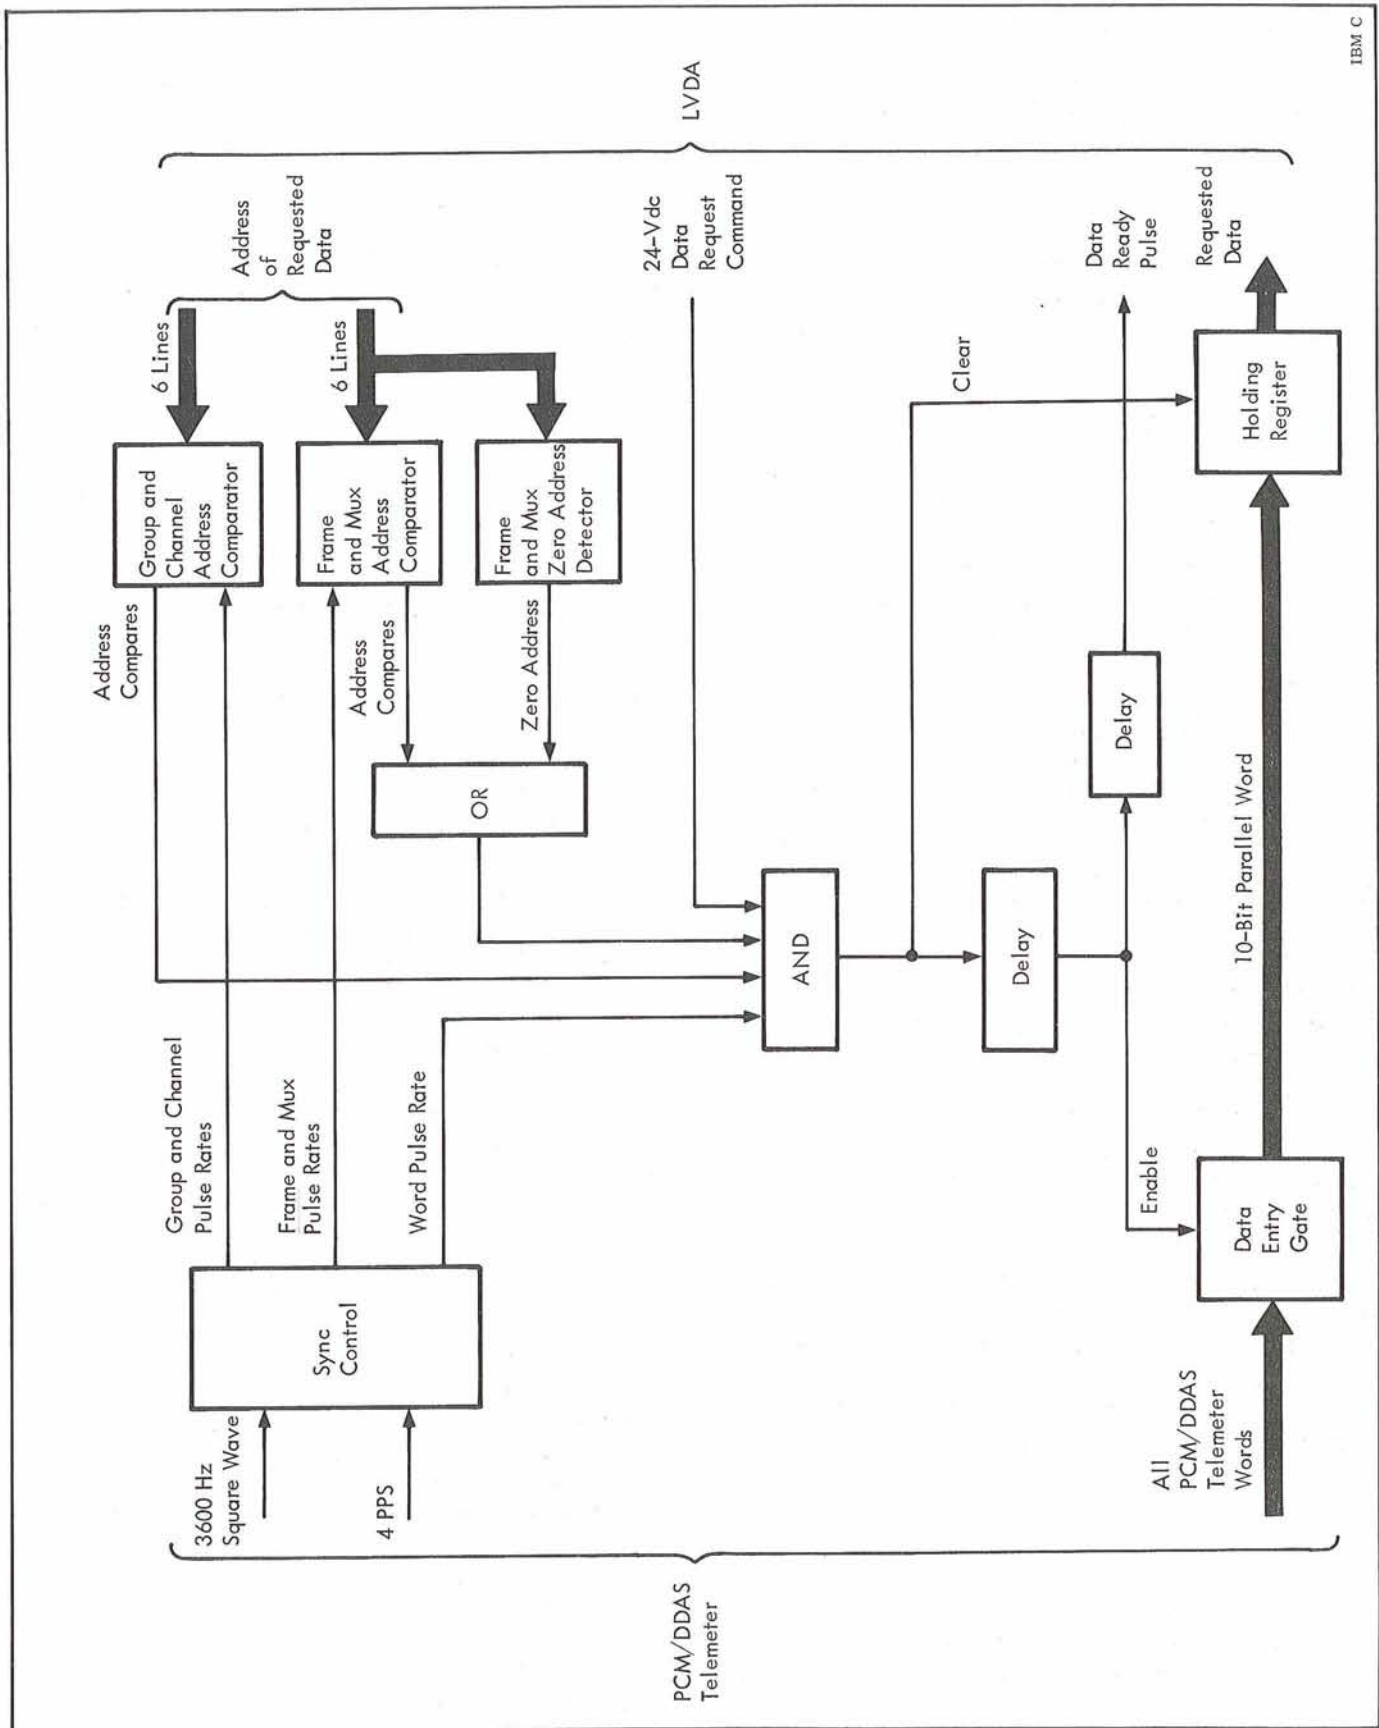 PCM/DDAS
Telemeter
3600 Hz
Square Wave
4 PPS
Sync
Control
Group and Channel
Pulse Rates
Frame and Mux
Pulse Rates
Word Pulse Rate
Address
Compares
Group and
Channel
Address
Comparator
6 Lines
Frame
and Mux
Address
Comparator
6 Lines
Address
Compares
Frame
and Mux
Zero Address
Detector
Zero Address
OR
Address
of
Requested
Data
LVDA
24-Vdc
Data
Request
Command
AND
Clear
Delay
Delay
Data
Ready
Pulse
Enable
All
PCM/DDAS
Telemeter
Words
Data
Entry
Gate
10-Bit Parallel Word
Holding
Register
Requested
Data
IBM C